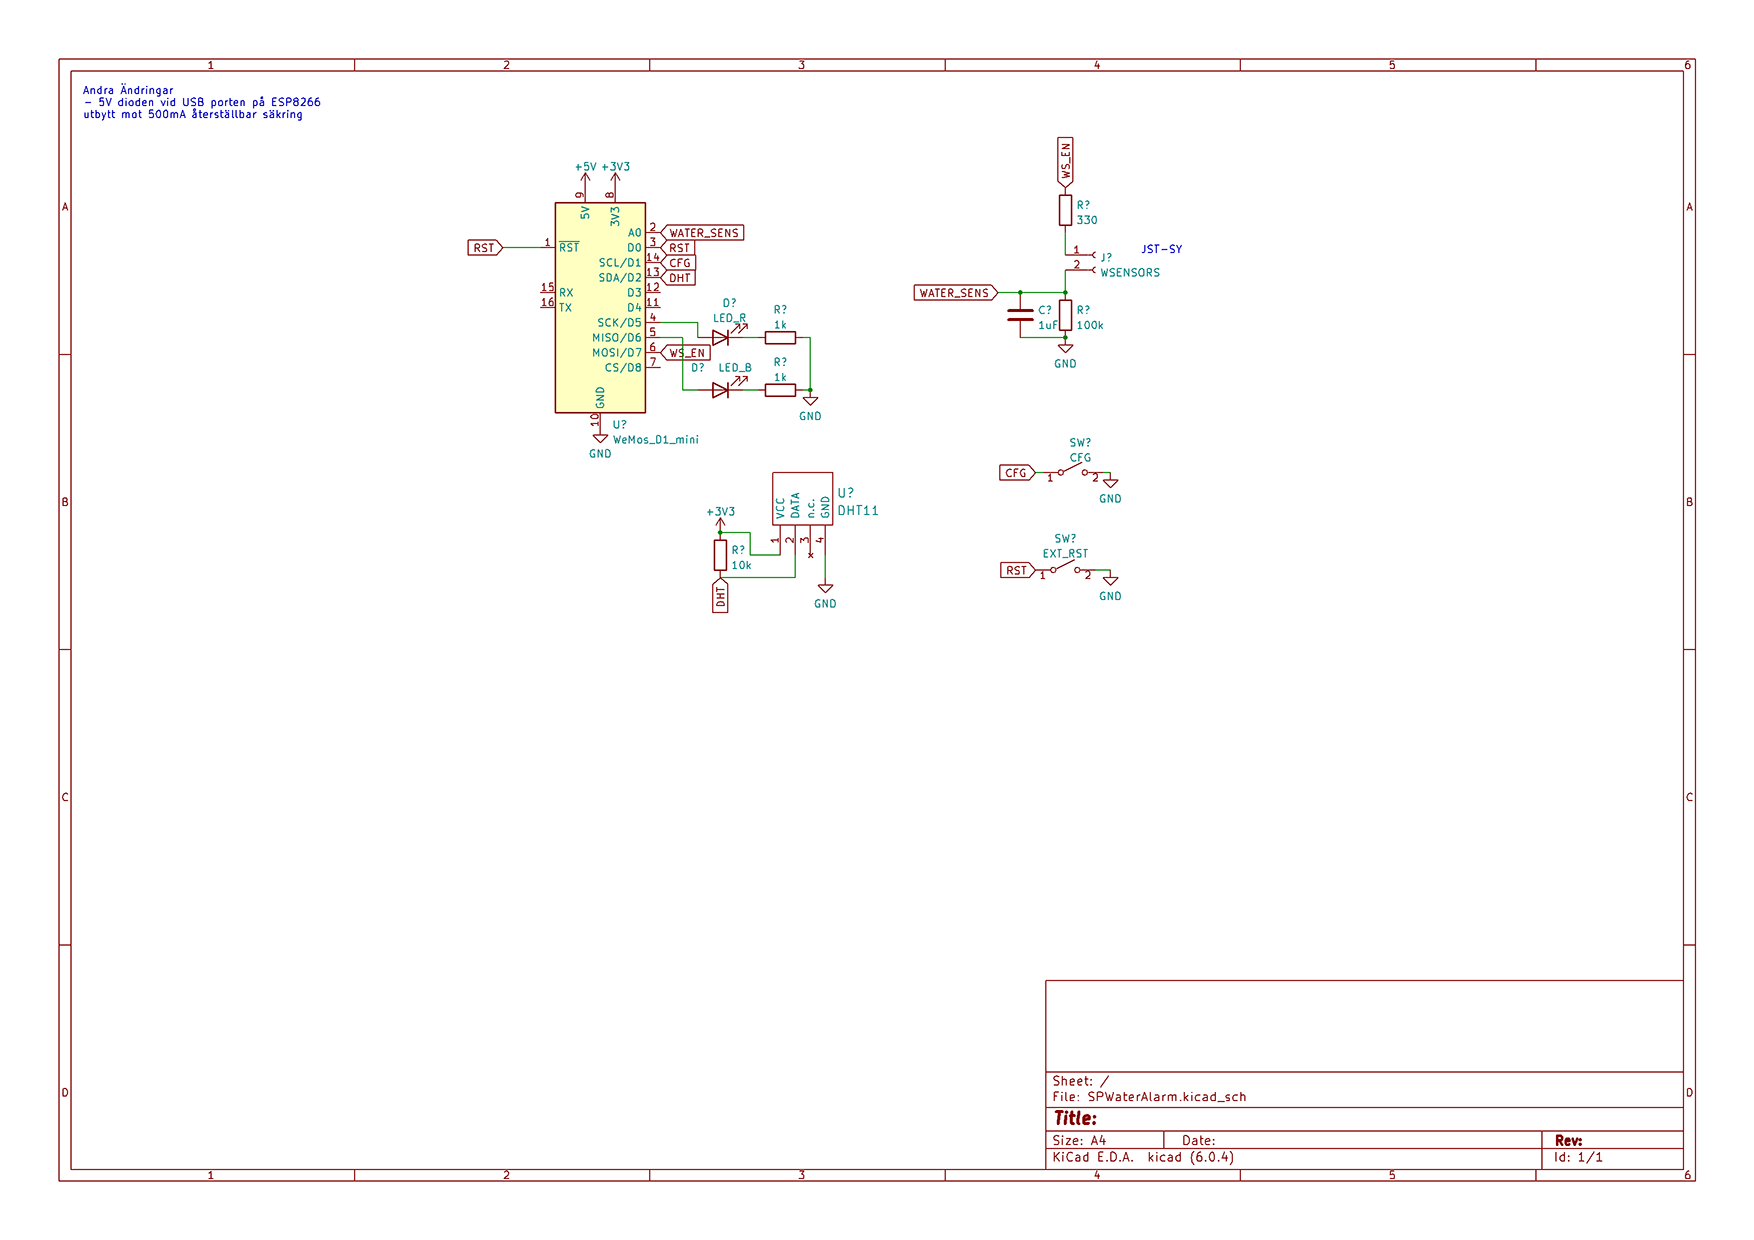 1 2 3 4 5 6
Andra Ändringar
- 5V dioden vid USB porten på ESP8266
utbytt mot 500mA återställbar säkring
A
B
C
D
+5V +3V3
9 8
5V 3V3
RST
1 RST
15 RX
16 TX
A0 2 WATER_SENS
D0 3 RST
SCL/D1 14 CFG
SDA/D2 13 DHT
D3 12
D4 11
SCK/D5 4
MISO/D6 5
MOSI/D7 6 WS_EN
CS/D8 7
GND
10
U?
WeMos_D1_mini
GND
D?
LED_R
R?
1k
D? LED_B
R?
1k
GND
+3V3
R?
10k
DHT
VCC DATA n.c. GND
1 2 3 4
U?
DHT11
GND
WS_EN
R?
330
1
2
J?
WSENSORS
JST-SY
WATER_SENS
C?
1uF
R?
100k
GND
SW?
CFG
CFG
1 2
GND
SW?
EXT_RST
RST
1 2
GND
A
B
C
D
Sheet: /
File: SPWaterAlarm.kicad_sch
Title:
Size: A4 Date: Rev:
KiCad E.D.A. kicad (6.0.4) Id: 1/1
1 2 3 4 5 6